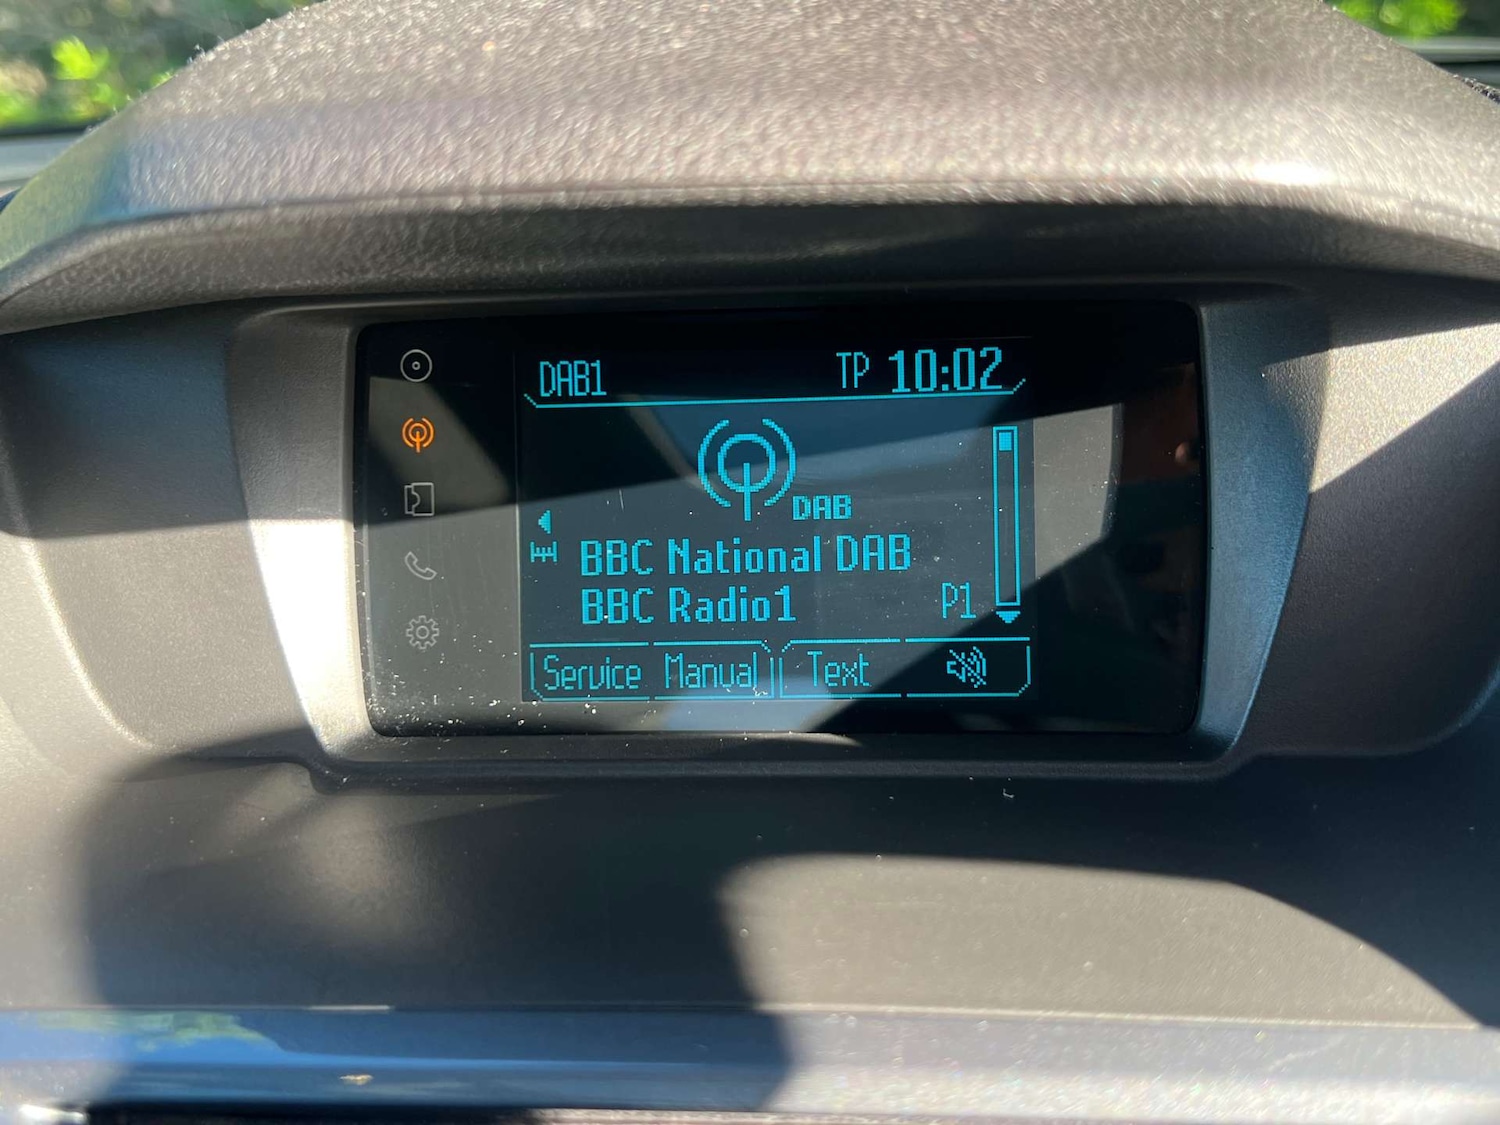 DAB1 TP 10:02
DAB
BBC National DAB
BBC Radio1 P1
Service Manual Text